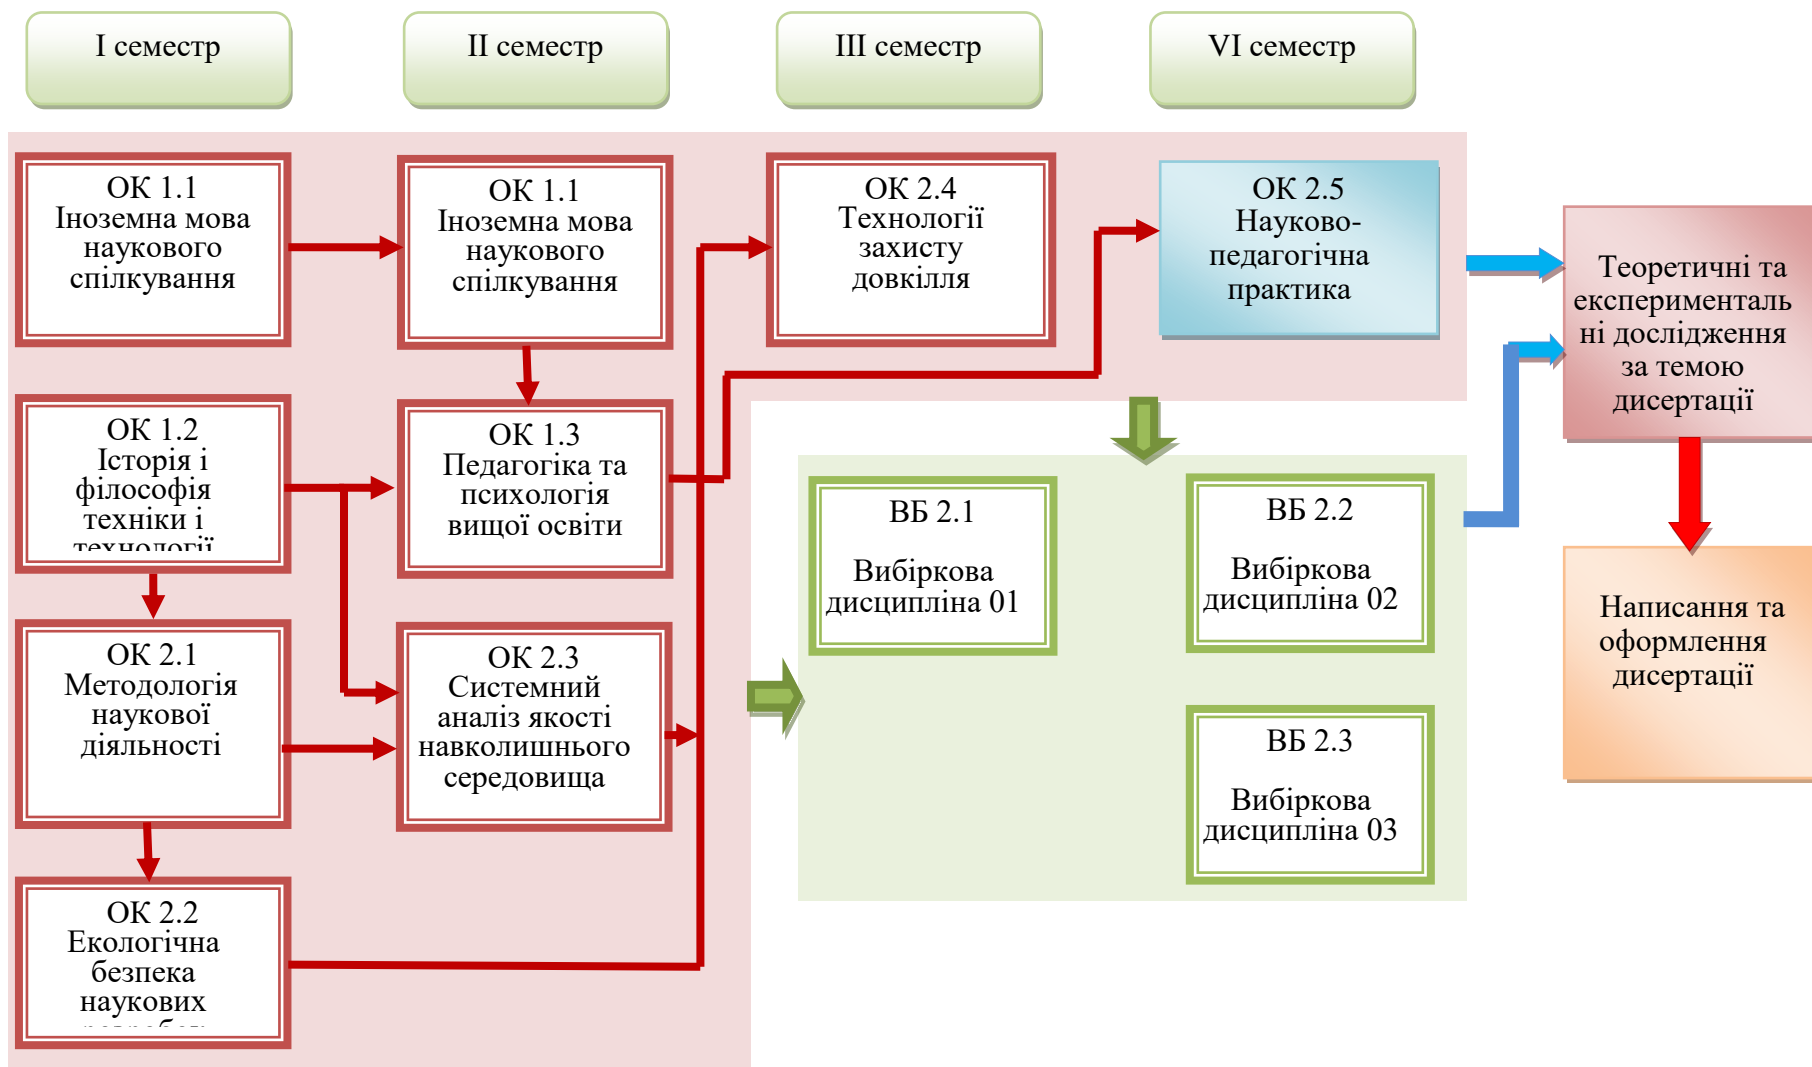 I семестр
II семестр
III семестр
VI семестр
ОК 1.1
Іноземна мова
наукового
спілкування
ОК 1.1
Іноземна мова
наукового
спілкування
ОК 2.4
Технології
захисту
довкілля
ОК 2.5
Науково-
педагогічна
практика
Теоретичні та
експерименталь
ні дослідження
за темою
дисертації
ОК 1.2
Історія і
філософія
техніки і
технології
ОК 1.3
Педагогіка та
психологія
вищої освіти
ВБ 2.1
Вибіркова
дисципліна 01
ВБ 2.2
Вибіркова
дисципліна 02
Написання та
оформлення
дисертації
ОК 2.1
Методологія
наукової
діяльності
ОК 2.3
Системний
аналіз якості
навколишнього
середовища
ВБ 2.3
Вибіркова
дисципліна 03
ОК 2.2
Екологічна
безпека
наукових